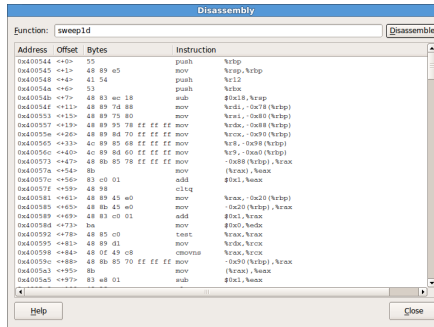 Disassembly
Function: sweep1d Disassemble
Address Offset Bytes Instruction
0x400544 <+0> 55 push %rbp
0x400545 <+1> 48 89 e5 mov %rsp,%rbp
0x400548 <+4> 41 54 push %r12
0x40054a <+6> 53 push %rbx
0x40054b <+7> 48 83 ec 18 sub $0x18,%rsp
0x40054f <+11> 48 89 7d 88 mov %rdi,-0x78(%rbp)
0x400553 <+15> 48 89 75 80 mov %rsi,-0x80(%rbp)
0x400557 <+19> 48 89 95 78 ff ff ff mov %rdx,-0x88(%rbp)
0x40055e <+26> 48 89 8d 70 ff ff ff mov %rcx,-0x90(%rbp)
0x400565 <+33> 4c 89 85 68 ff ff ff mov %r8,-0x98(%rbp)
0x40056c <+40> 4c 89 8d 60 ff ff ff mov %r9,-0xa0(%rbp)
0x400573 <+47> 48 8b 85 78 ff ff ff mov -0x88(%rbp),%rax
0x40057a <+54> 8b mov (%rax),%eax
0x40057c <+56> 83 c0 01 add $0x1,%eax
0x40057f <+59> 48 98 cltq
0x400581 <+61> 48 89 45 e0 mov %rax,-0x20(%rbp)
0x400585 <+65> 48 8b 45 e0 mov -0x20(%rbp),%rax
0x400589 <+69> 48 83 c0 01 add $0x1,%rax
0x40058d <+73> ba mov $0x0,%edx
0x400592 <+78> 48 85 c0 test %rax,%rax
0x400595 <+81> 48 89 d1 mov %rdx,%rcx
0x400598 <+84> 48 0f 49 c8 cmovns %rax,%rcx
0x40059c <+88> 48 8b 85 70 ff ff ff mov -0x90(%rbp),%rax
0x4005a3 <+95> 8b mov (%rax),%eax
0x4005a5 <+97> 83 e8 01 sub $0x1,%eax
Help Close